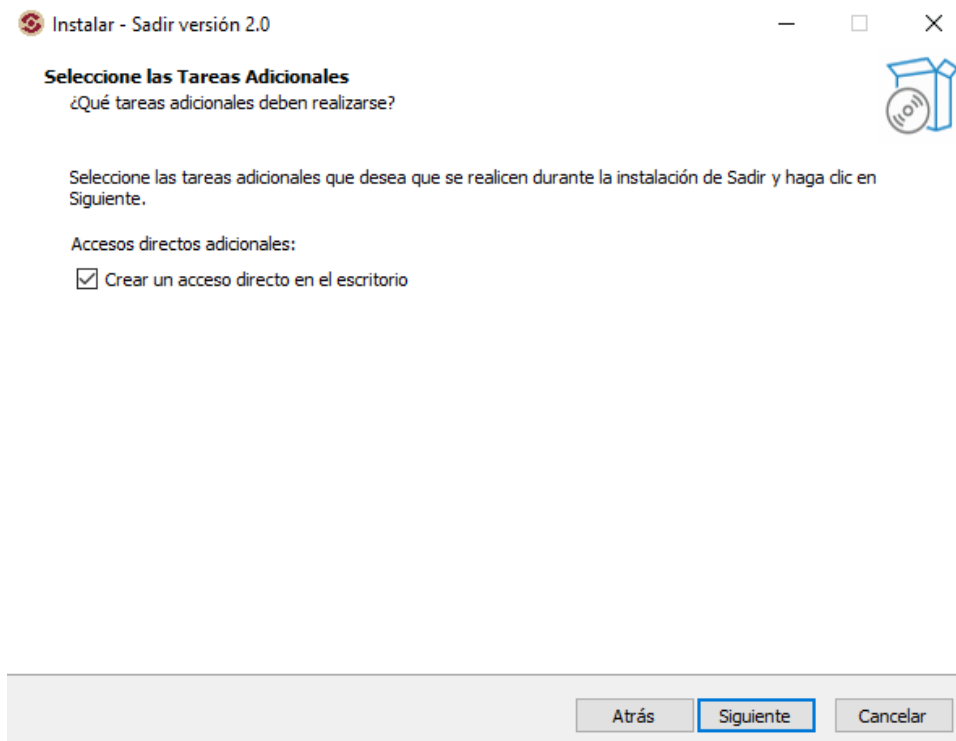 Instalar - Sadir versión 2.0
Seleccione las Tareas Adicionales
¿Qué tareas adicionales deben realizarse?
Seleccione las tareas adicionales que desea que se realicen durante la instalación de Sadir y haga clic en
Siguiente.
Accesos directos adicionales:
Crear un acceso directo en el escritorio
Atrás
Siguiente
Cancelar